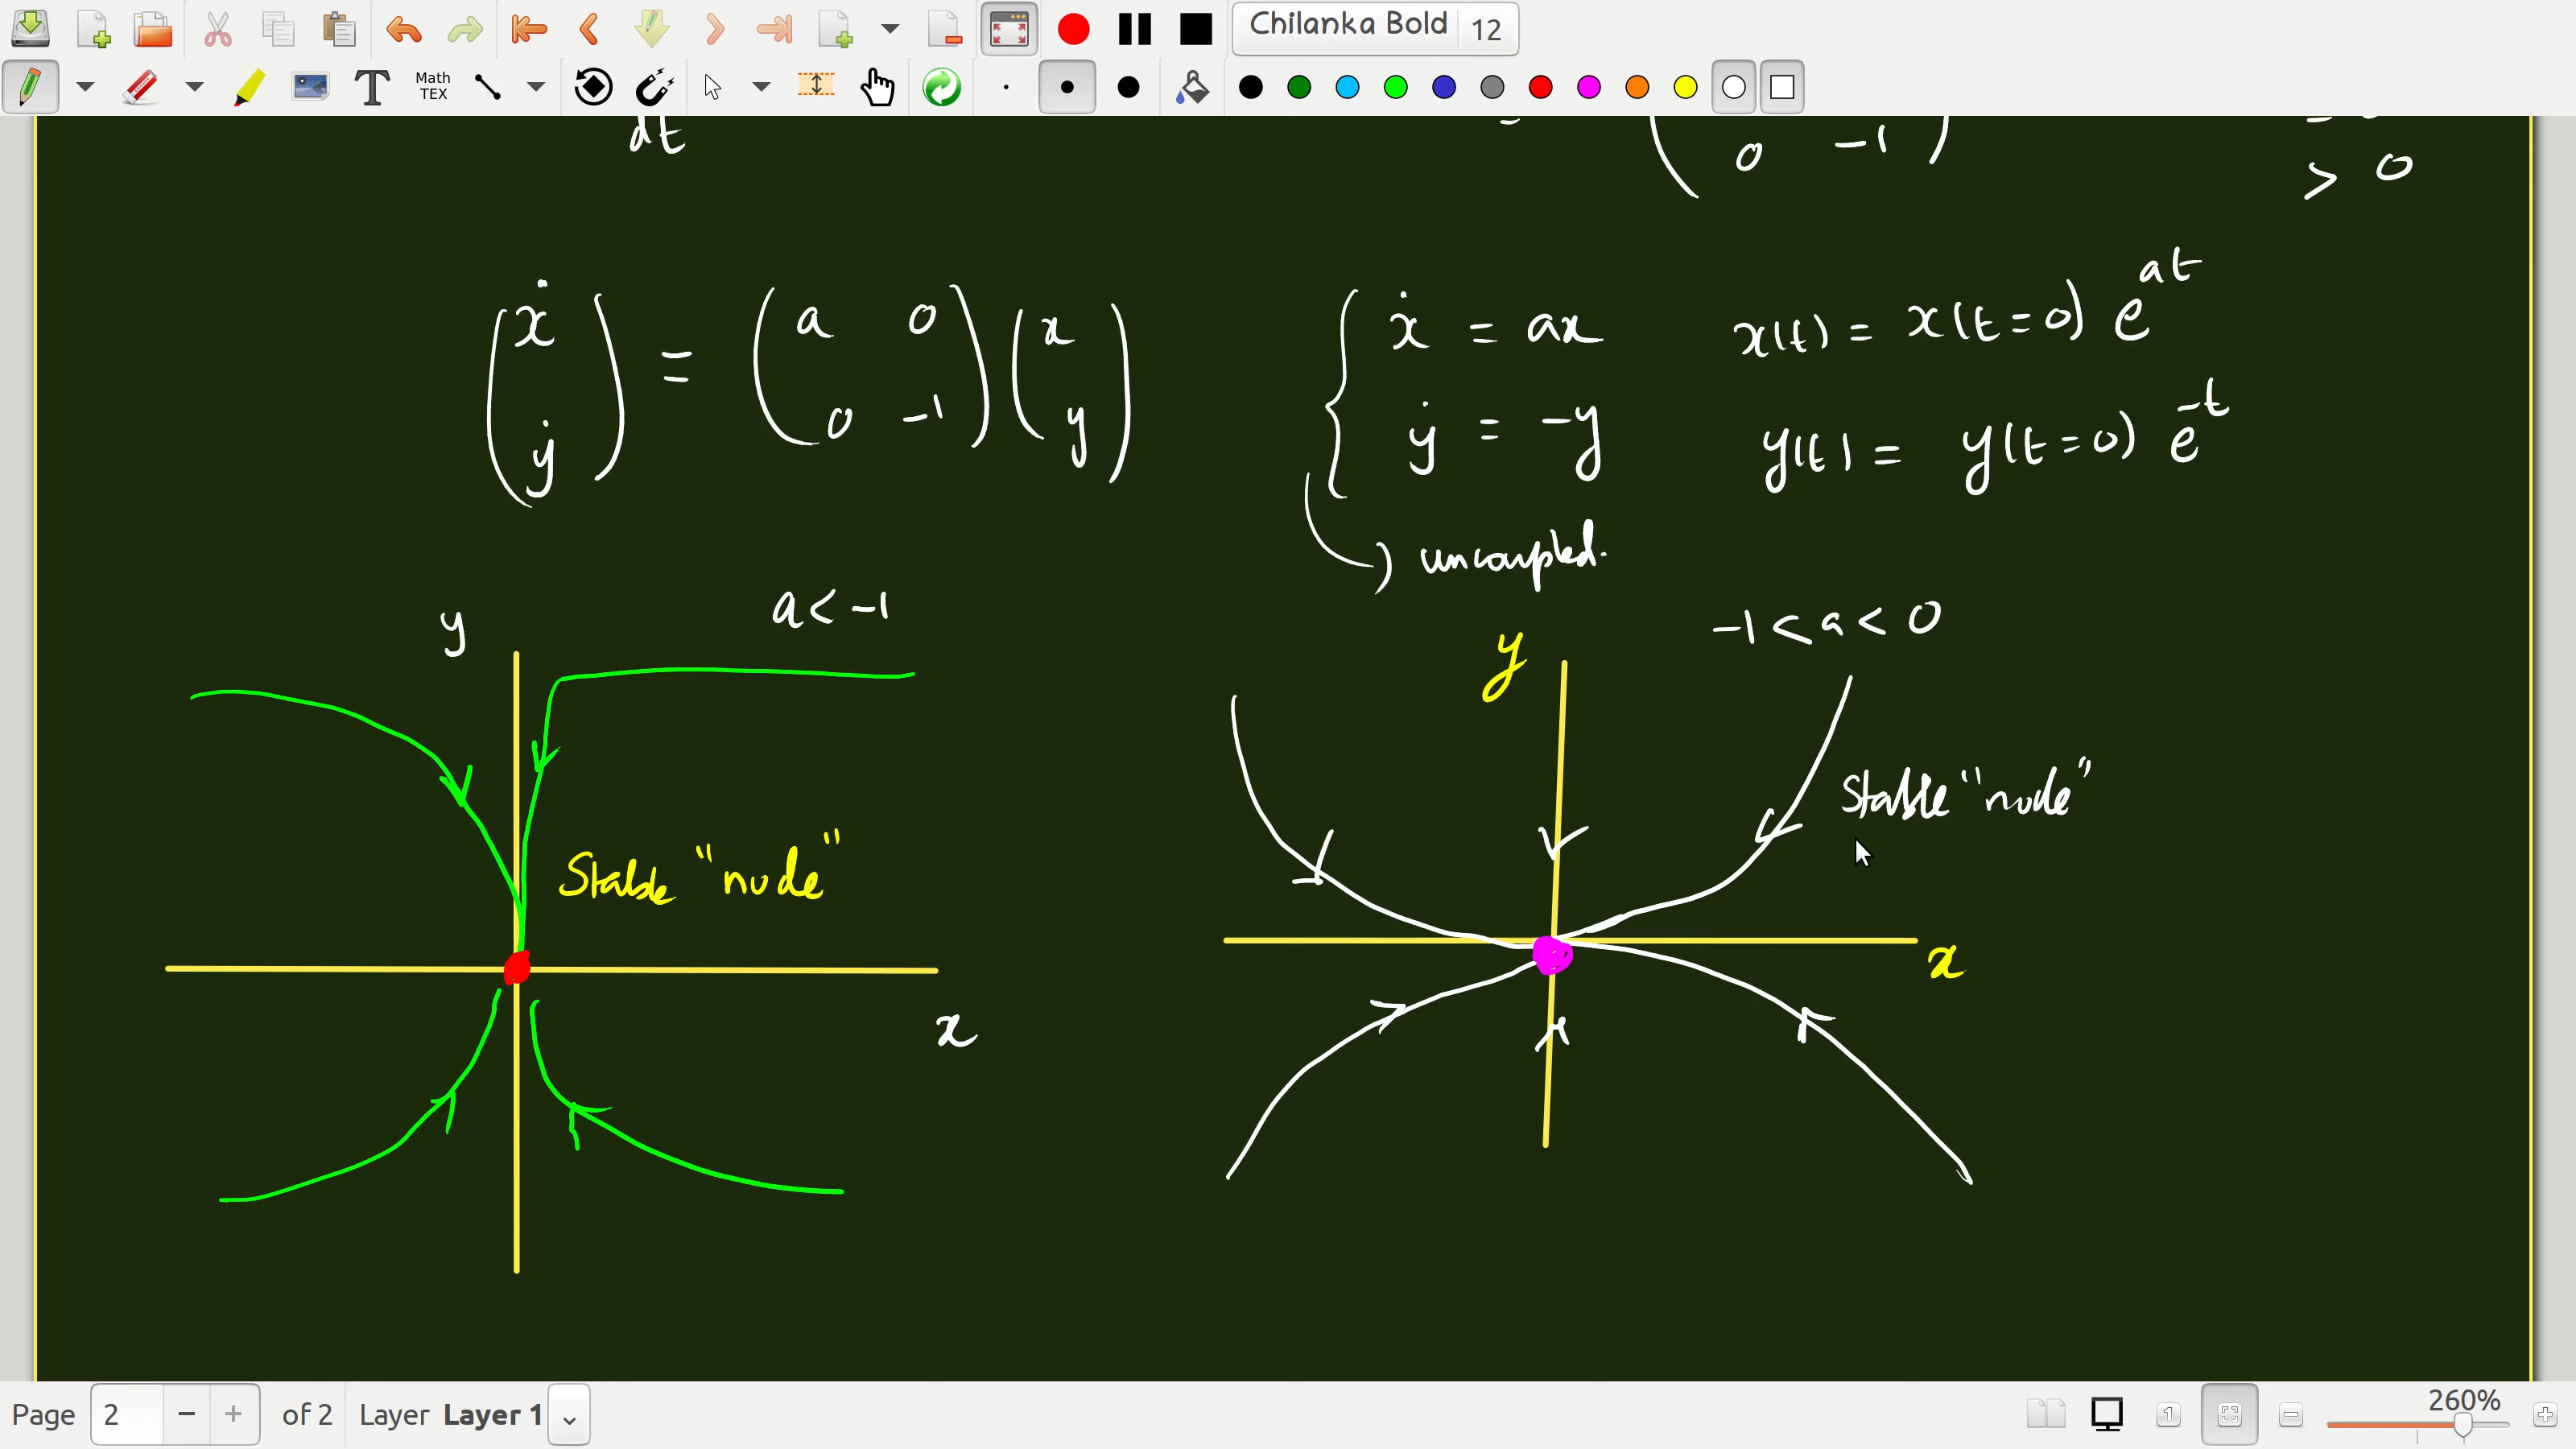 Chilanka Bold 12
Math
TEX
dt
=
0 -1
=
> 0
(ẋ ẏ) = (a 0 0 -1)(x y)
{ ẋ = ax x(t) = x(t=0) e^at
ẏ = -y y(t) = y(t=0) e^-t
uncoupled.
y a < -1
y -1 < a < 0
Stable "node"
Stable "node"
x
x
Page 2 of 2 Layer Layer 1 260%